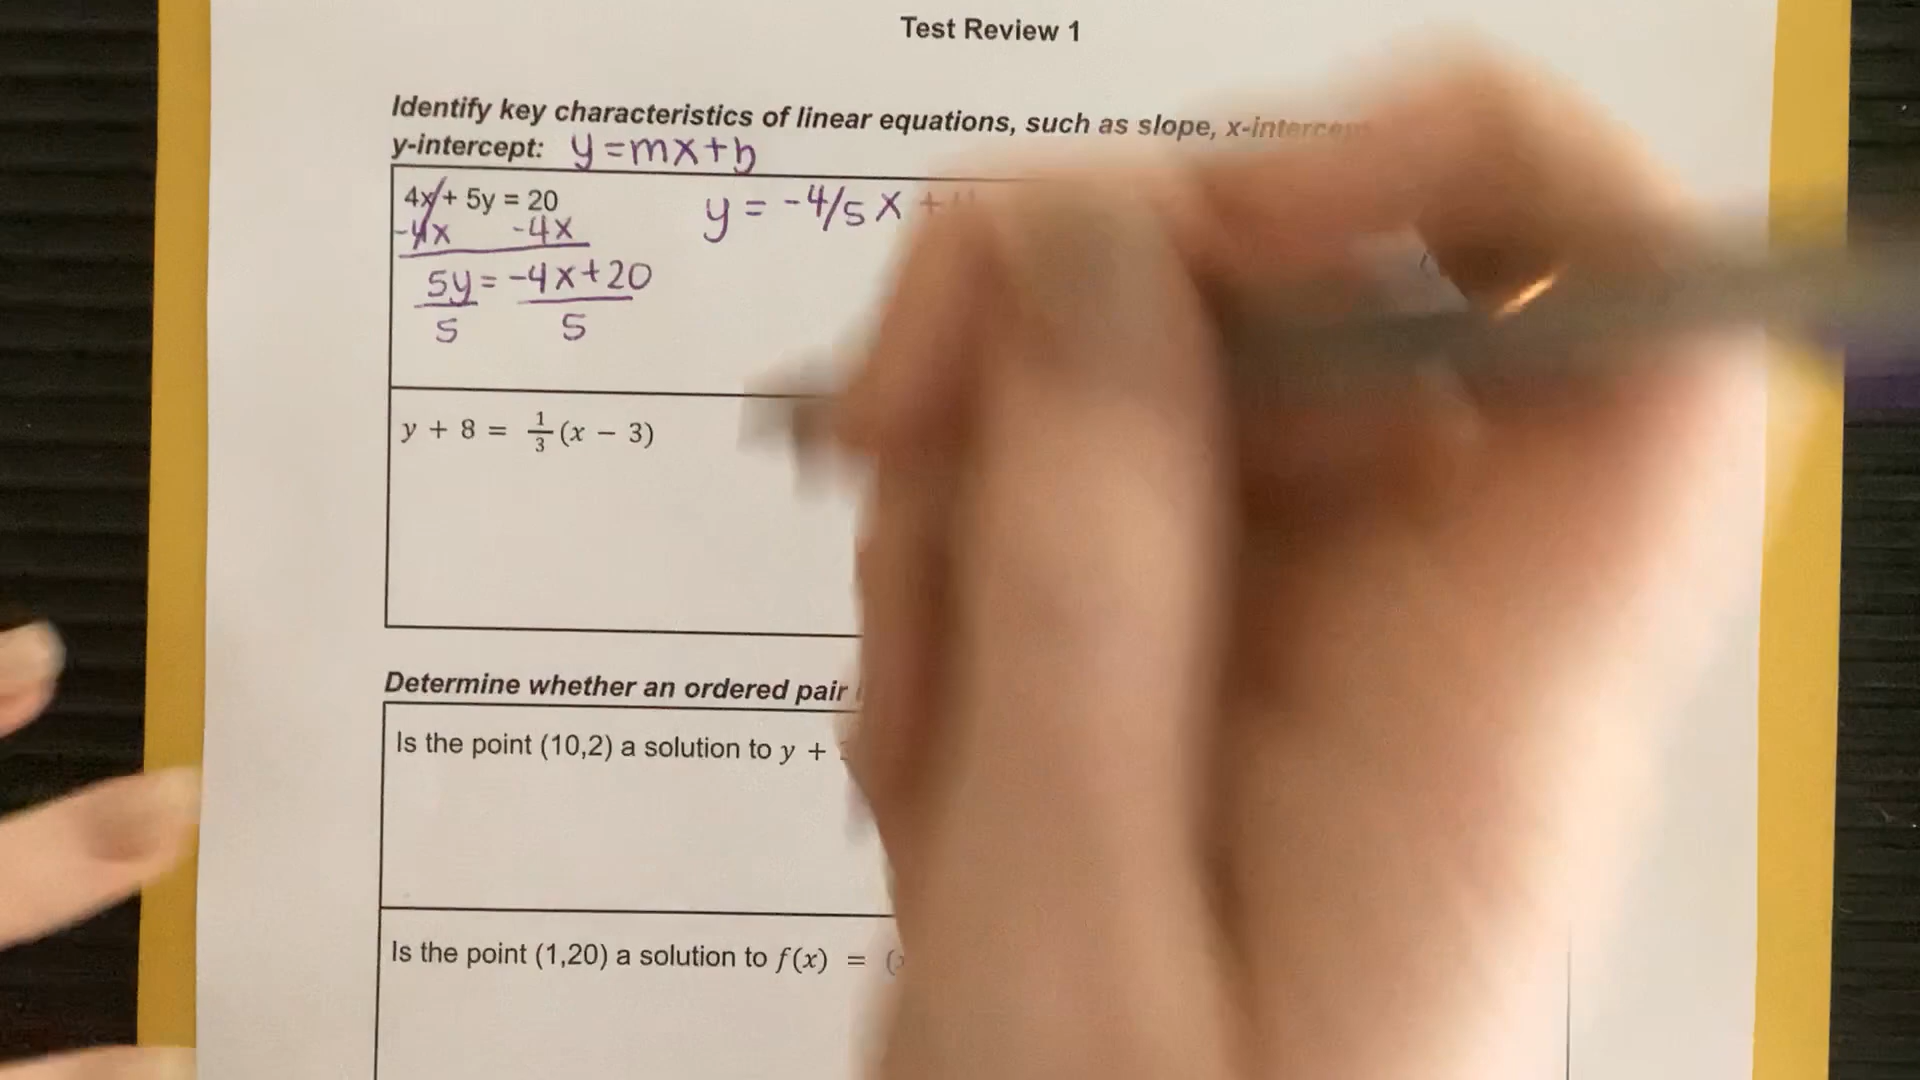 Test Review 1
Identify key characteristics of linear equations, such as slope, x-intercep
y-intercept: y = mx + b
4x + 5y = 20
-4x -4x
5y = -4x + 20
5 5
y = -4/5 x +
y + 8 = 1/3 (x − 3)
Determine whether an ordered pair
Is the point (10,2) a solution to y +
Is the point (1,20) a solution to f(x) = (